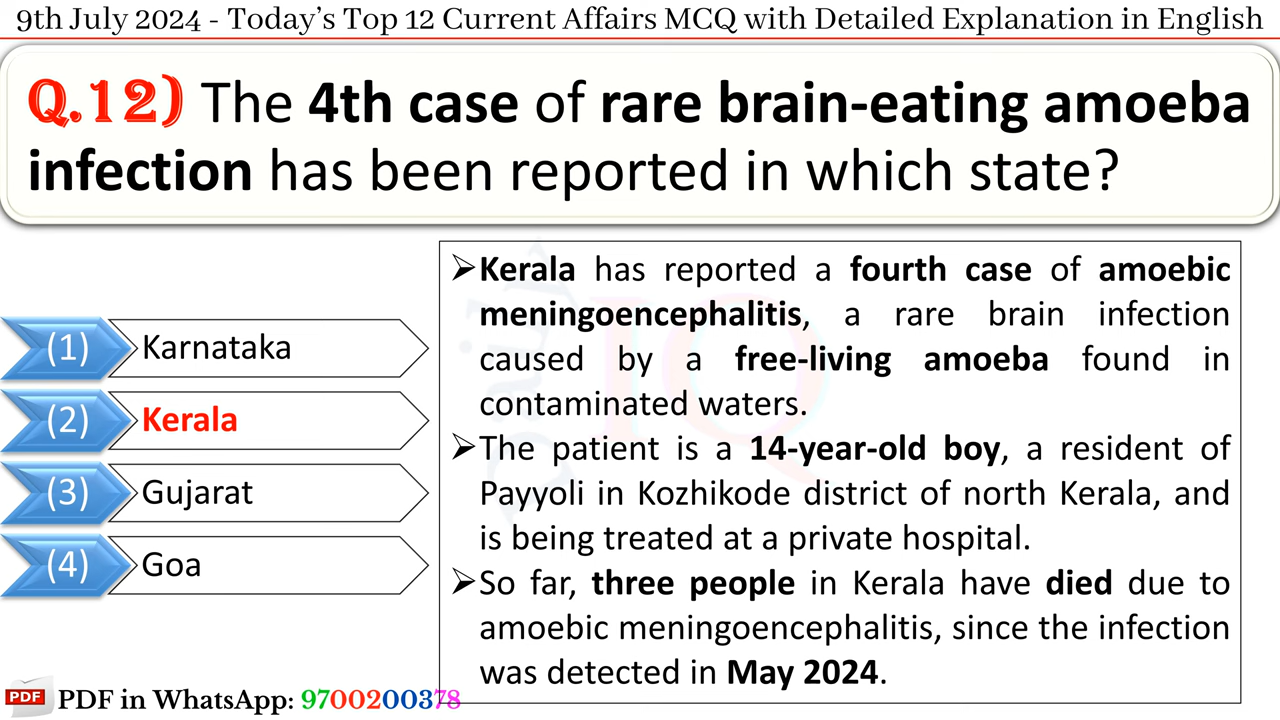 9th July 2024 - Today's Top 12 Current Affairs MCQ with Detailed Explanation in English
Q.12) The 4th case of rare brain-eating amoeba
infection has been reported in which state?
(1) Karnataka
(2) Kerala
(3) Gujarat
(4) Goa
➢Kerala has reported a fourth case of amoebic
meningoencephalitis, a rare brain infection
caused by a free-living amoeba found in
contaminated waters.
➢The patient is a 14-year-old boy, a resident of
Payyoli in Kozhikode district of north Kerala, and
is being treated at a private hospital.
➢So far, three people in Kerala have died due to
amoebic meningoencephalitis, since the infection
was detected in May 2024.
Daily IQ
PDF PDF in WhatsApp: 9700200378